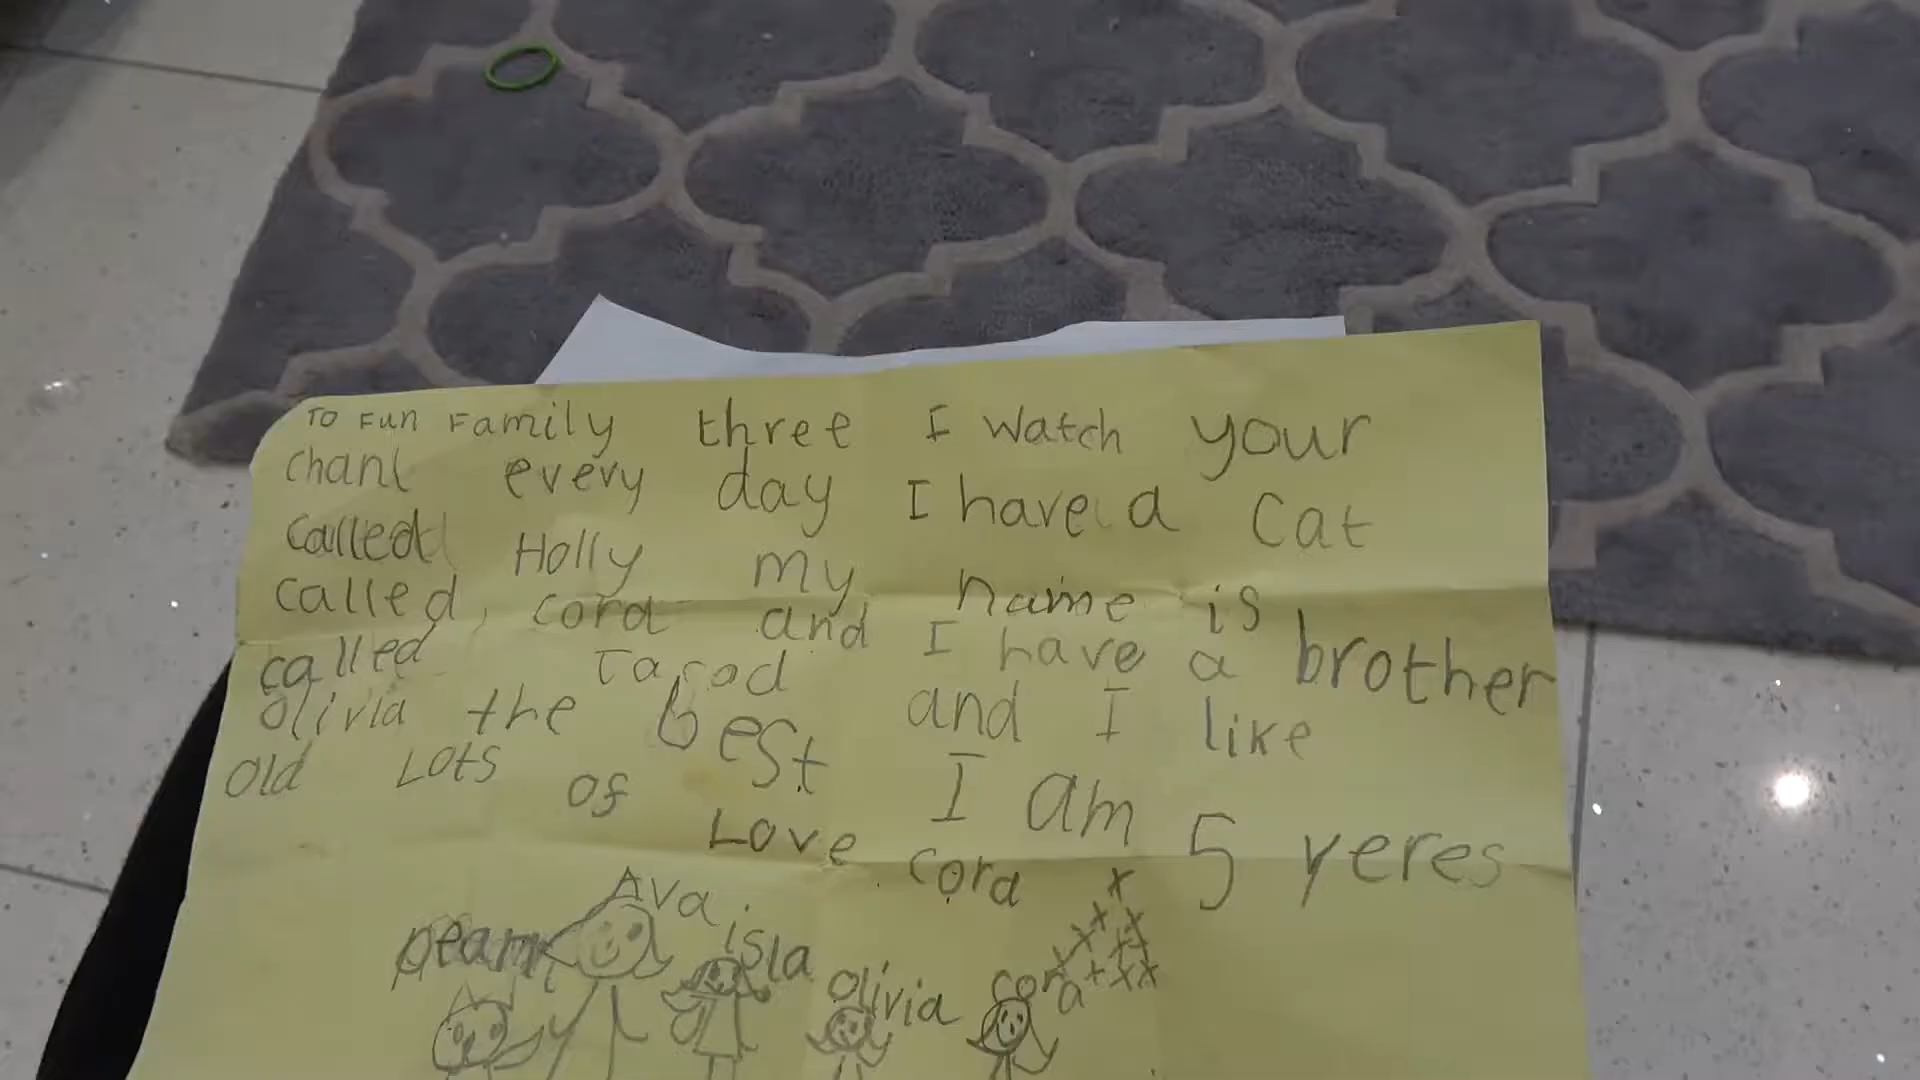 To Fun Family three I watch your
chanl every day I have a cat
called Holly my name is
called cora and I have a brother
called and I like
olivia the best I am 5 yeres
old Lots of Love cora
Ava
isla
olivia
cora
x x x x x x x + x x